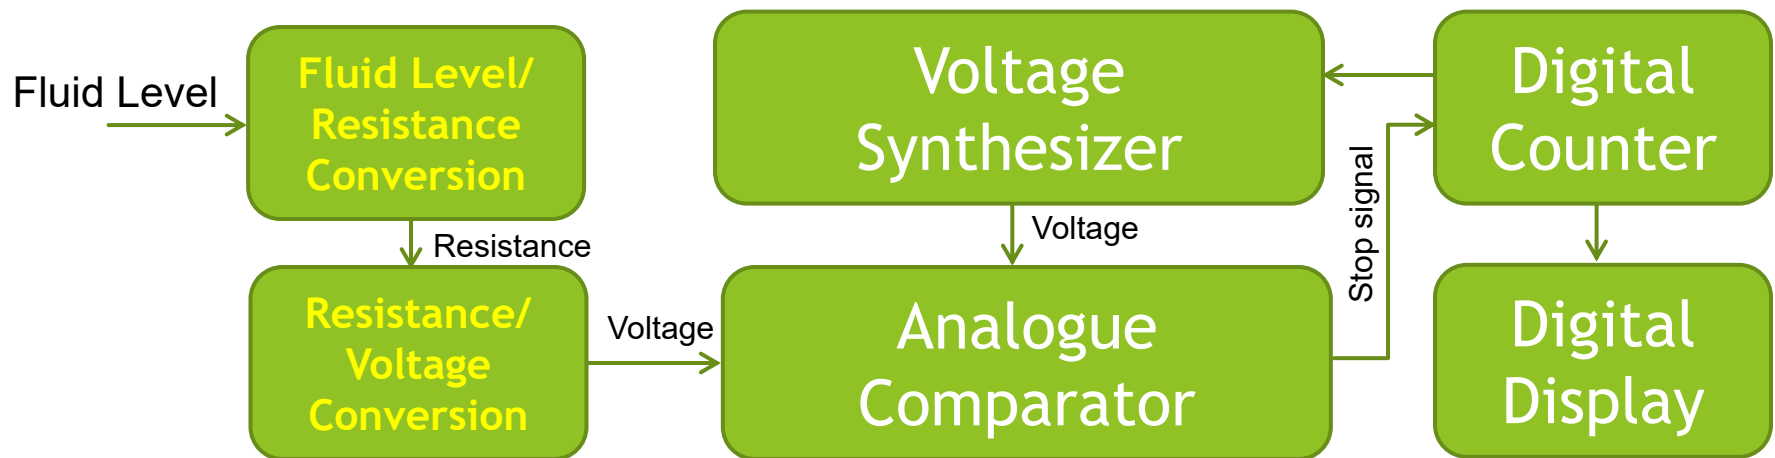 Fluid Level
Fluid Level/
Resistance
Conversion
Resistance
Resistance/
Voltage
Conversion
Voltage
Voltage
Synthesizer
Voltage
Analogue
Comparator
Stop signal
Digital
Counter
Digital
Display